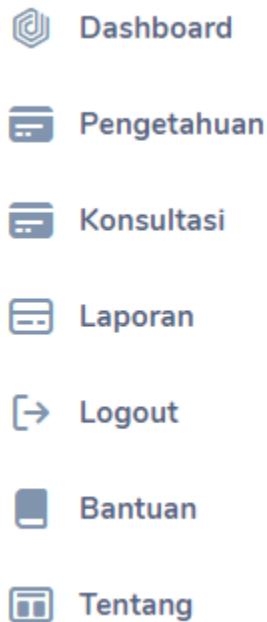 Dashboard
Pengetahuan
Konsultasi
Laporan
Logout
Bantuan
Tentang